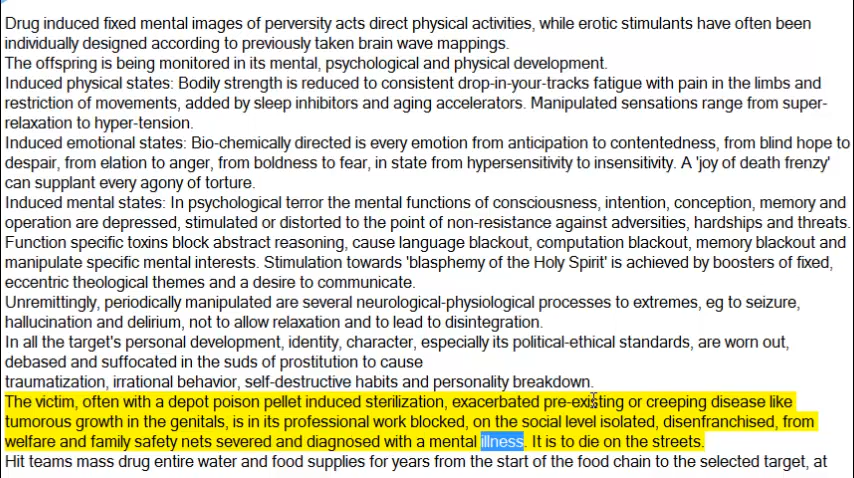 Drug induced fixed mental images of perversity acts direct physical activities, while erotic stimulants have often been
individually designed according to previously taken brain wave mappings.
The offspring is being monitored in its mental, psychological and physical development.
Induced physical states: Bodily strength is reduced to consistent drop-in-your-tracks fatigue with pain in the limbs and
restriction of movements, added by sleep inhibitors and aging accelerators. Manipulated sensations range from super-
relaxation to hyper-tension.
Induced emotional states: Bio-chemically directed is every emotion from anticipation to contentedness, from blind hope to
despair, from elation to anger, from boldness to fear, in state from hypersensitivity to insensitivity. A 'joy of death frenzy'
can supplant every agony of torture.
Induced mental states: In psychological terror the mental functions of consciousness, intention, conception, memory and
operation are depressed, stimulated or distorted to the point of non-resistance against adversities, hardships and threats.
Function specific toxins block abstract reasoning, cause language blackout, computation blackout, memory blackout and
manipulate specific mental interests. Stimulation towards 'blasphemy of the Holy Spirit' is achieved by boosters of fixed,
eccentric theological themes and a desire to communicate.
Unremittingly, periodically manipulated are several neurological-physiological processes to extremes, eg to seizure,
hallucination and delirium, not to allow relaxation and to lead to disintegration.
In all the target's personal development, identity, character, especially its political-ethical standards, are worn out,
debased and suffocated in the suds of prostitution to cause
traumatization, irrational behavior, self-destructive habits and personality breakdown.
The victim, often with a depot poison pellet induced sterilization, exacerbated pre-existing or creeping disease like
tumorous growth in the genitals, is in its professional work blocked, on the social level isolated, disenfranchised, from
welfare and family safety nets severed and diagnosed with a mental illness. It is to die on the streets.
Hit teams mass drug entire water and food supplies for years from the start of the food chain to the selected target, at